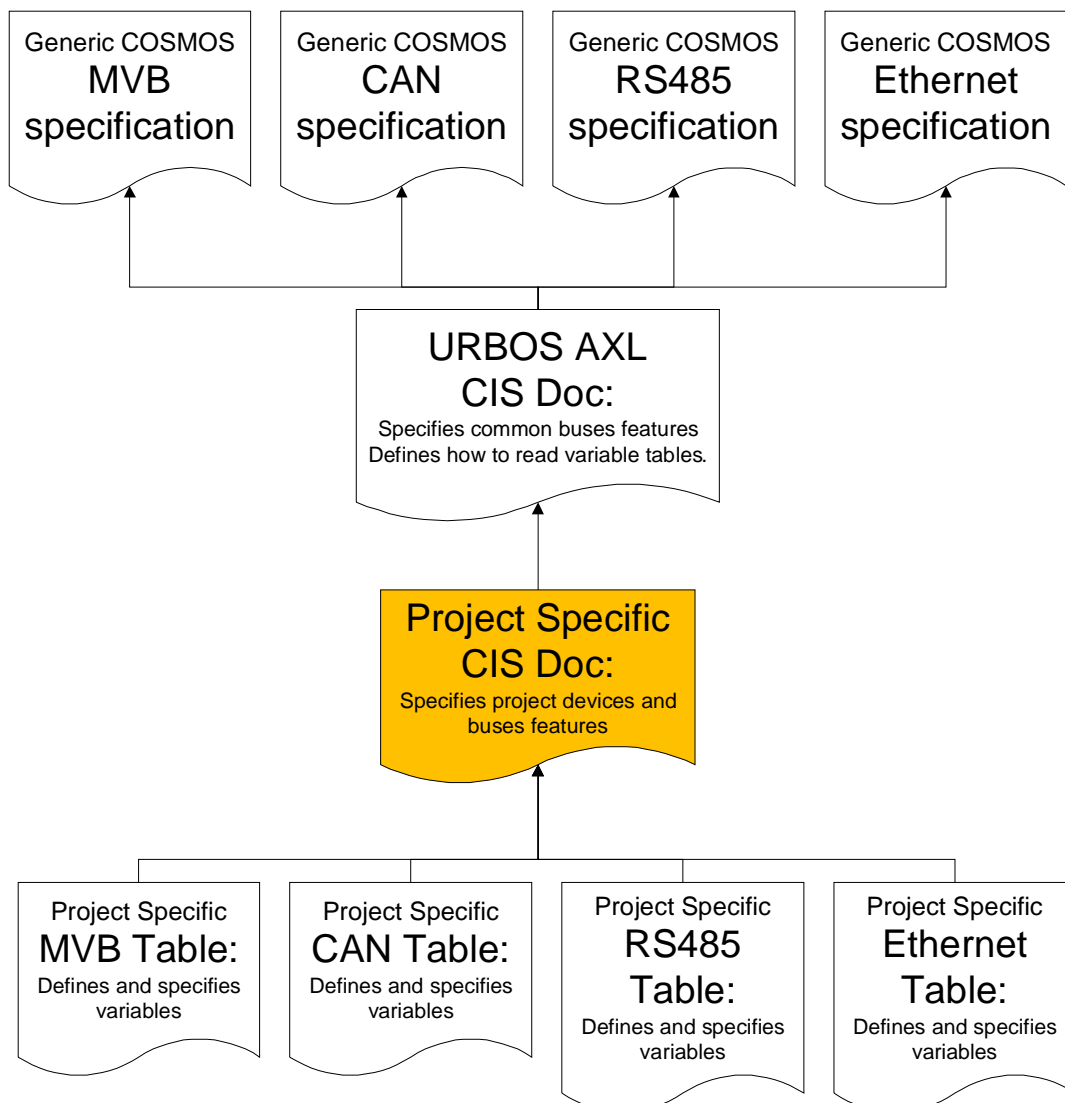 Generic COSMOS
MVB
specification
Generic COSMOS
CAN
specification
Generic COSMOS
RS485
specification
Generic COSMOS
Ethernet
specification
URBOS AXL
CIS Doc:
Specifies common buses features
Defines how to read variable tables.
Project Specific
CIS Doc:
Specifies project devices and
buses features
Project Specific
MVB Table:
Defines and specifies
variables
Project Specific
CAN Table:
Defines and specifies
variables
Project Specific
RS485
Table:
Defines and specifies
variables
Project Specific
Ethernet
Table:
Defines and specifies
variables